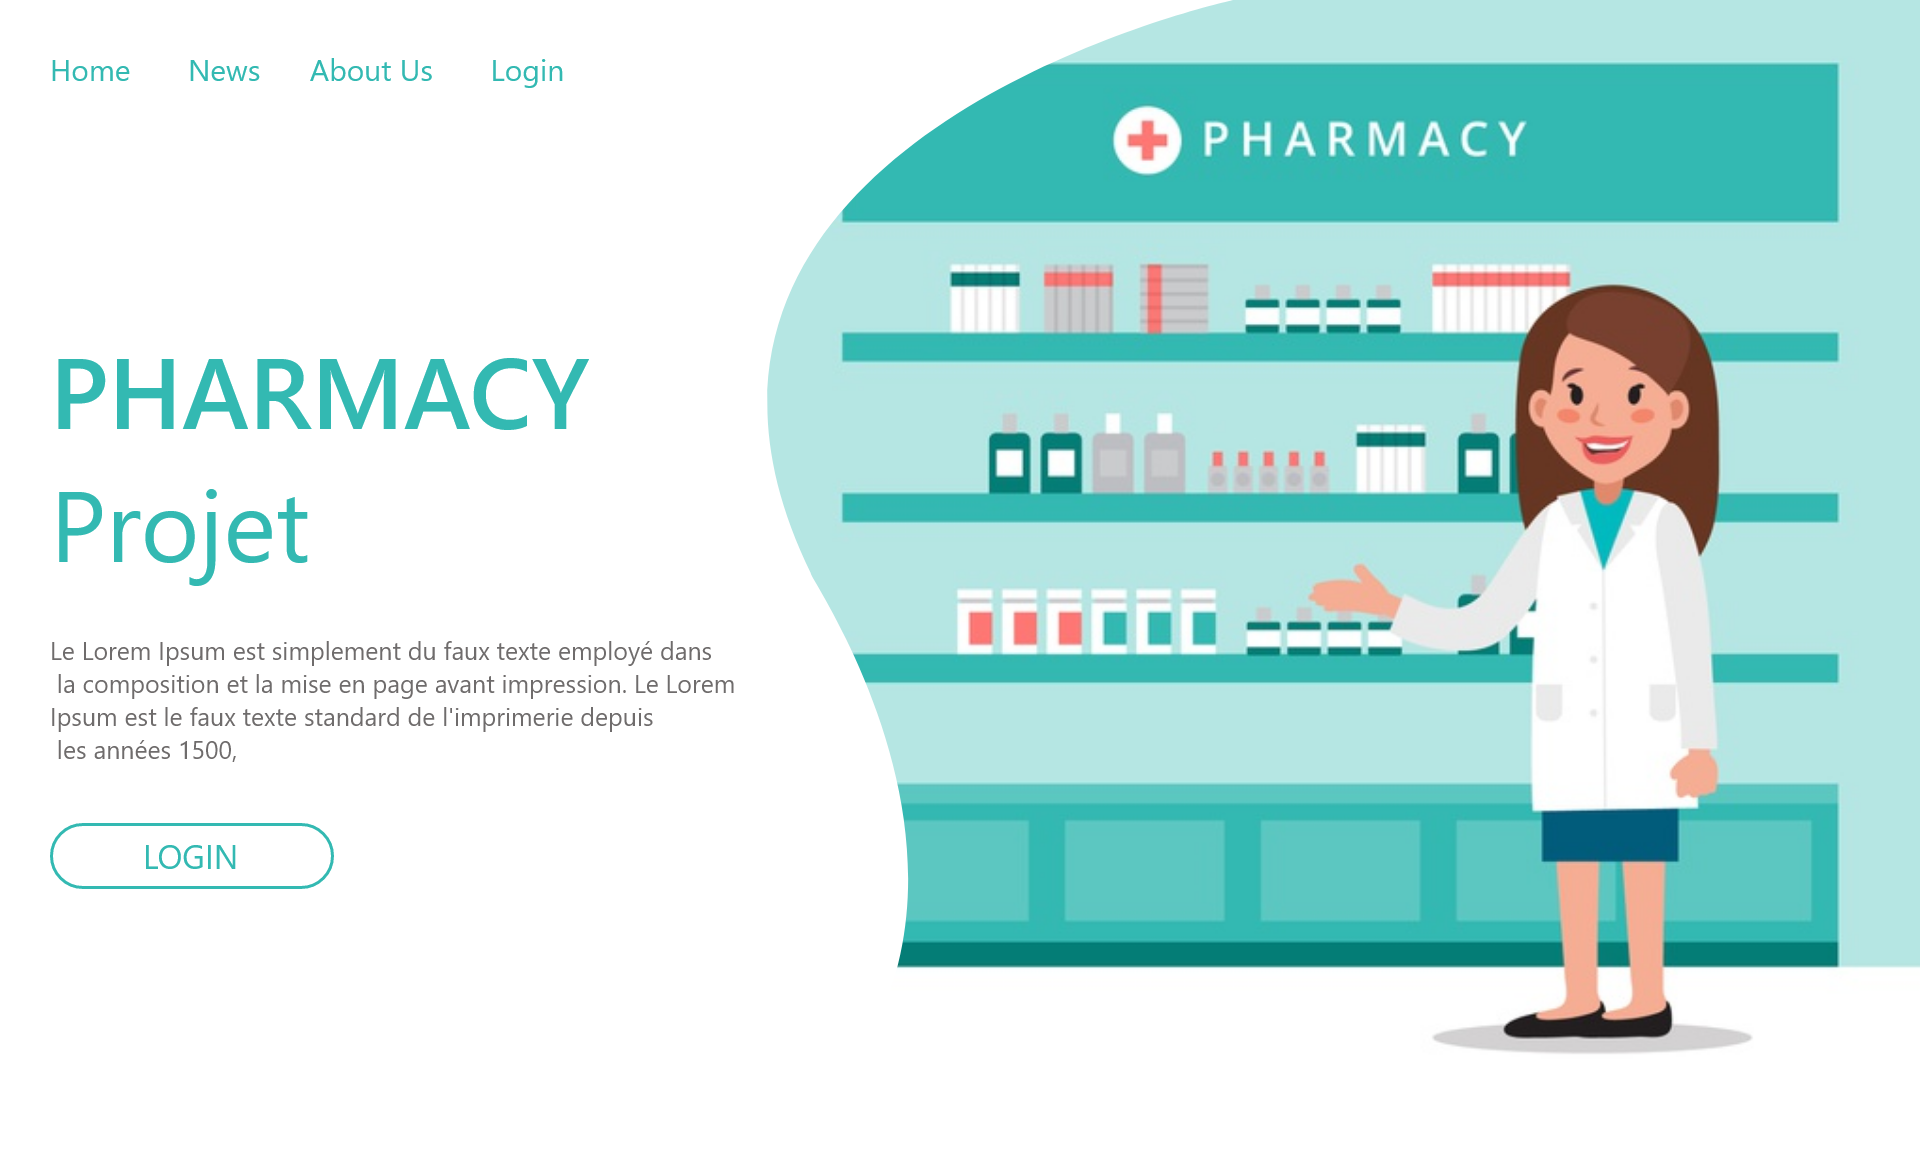 Home News About Us Login
PHARMACY
PHARMACY
Projet
Le Lorem Ipsum est simplement du faux texte employé dans
la composition et la mise en page avant impression. Le Lorem
Ipsum est le faux texte standard de l'imprimerie depuis
les années 1500,
LOGIN